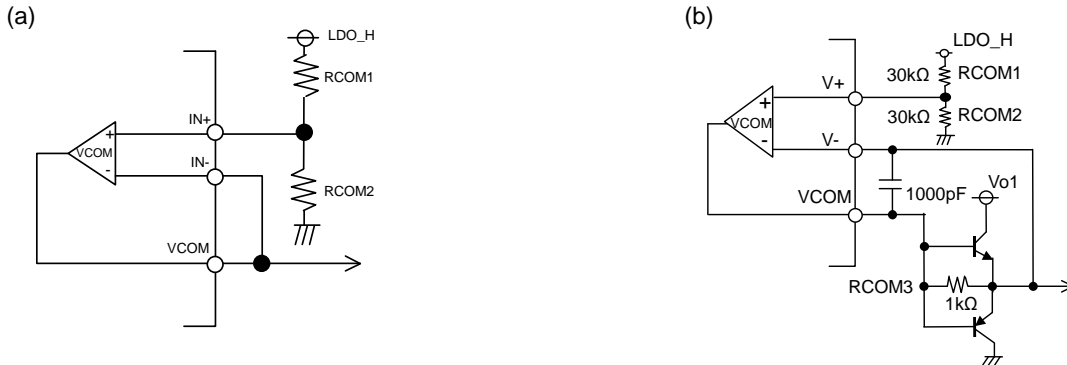 (a)
LDO_H
RCOM1
IN+
+
VCOM
-
IN-
RCOM2
VCOM
(b)
LDO_H
30kΩ RCOM1
V+
+
VCOM
30kΩ RCOM2
-
V-
VCOM
1000pF
Vo1
RCOM3
1kΩ